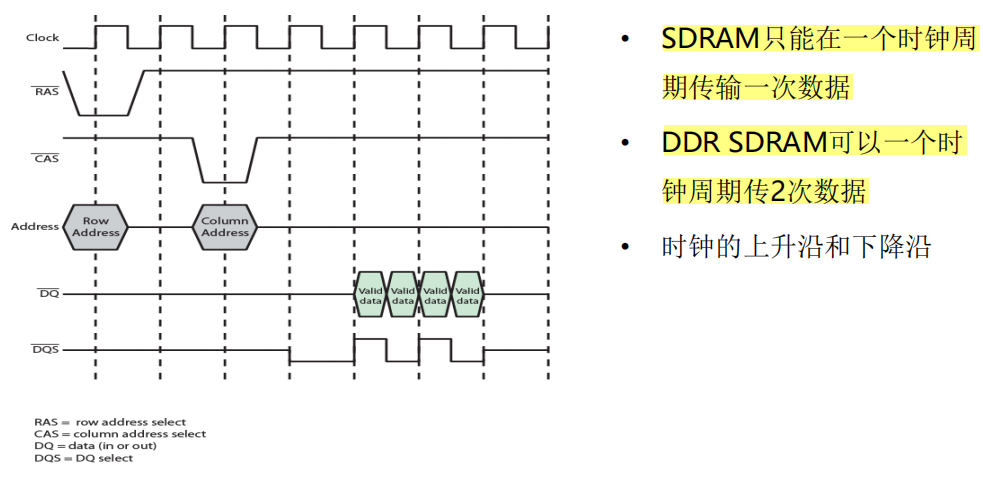 Clock
RAS
CAS
Address
Row
Address
Column
Address
DQ
Valid
data
Valid
data
Valid
data
Valid
data
DQS
RAS = row address select
CAS = column address select
DQ = data (in or out)
DQS = DQ select
• SDRAM只能在一个时钟周
期传输一次数据
• DDR SDRAM可以一个时
钟周期传2次数据
• 时钟的上升沿和下降沿